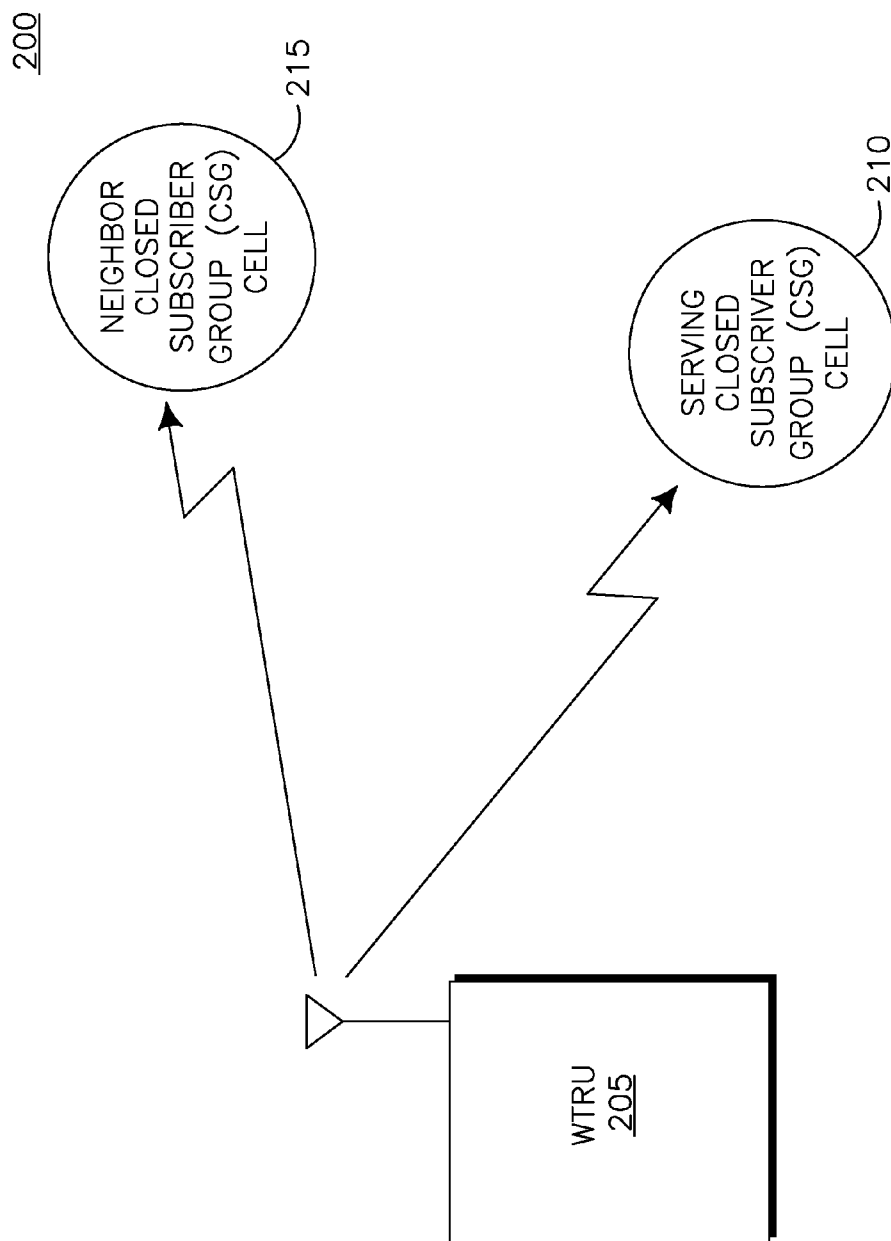 200
NEIGHBOR
CLOSED
SUBSCRIBER
GROUP (CSG)
CELL
215
SERVING
CLOSED
SUBSCRIVER
GROUP (CSG)
CELL
210
WTRU
205